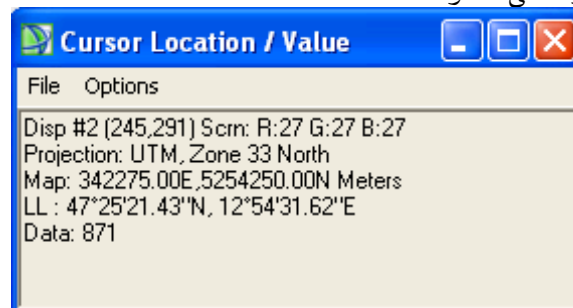 Cursor Location / Value
File Options
Disp #2 (245,291) Scrn: R:27 G:27 B:27
Projection: UTM, Zone 33 North
Map: 342275.00E,5254250.00N Meters
LL : 47°25'21.43"N, 12°54'31.62"E
Data: 871